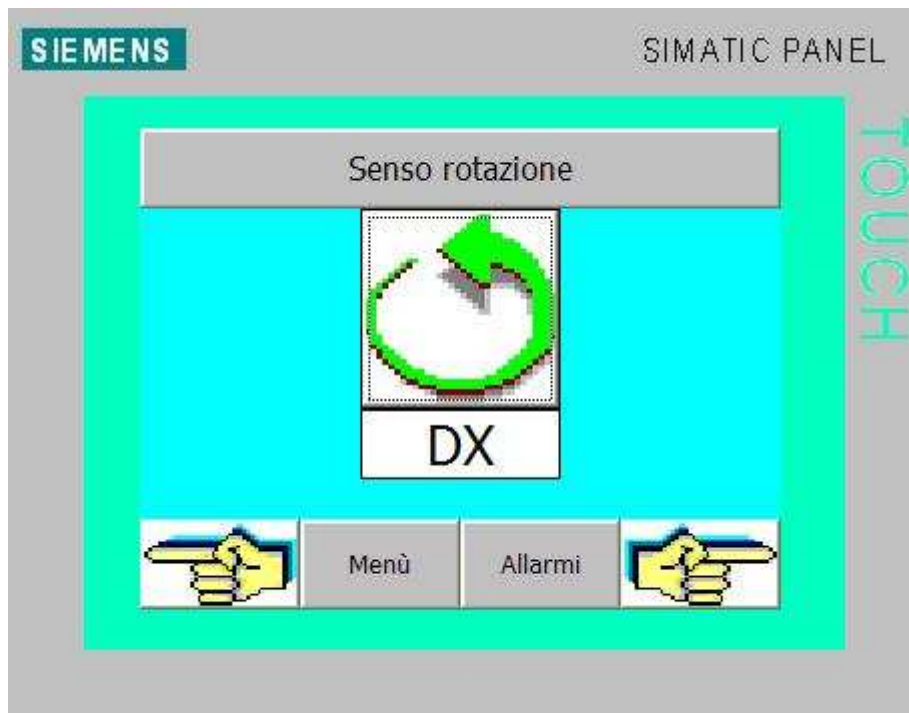 SIEMENS
SIMATIC PANEL
TOUCH
Senso rotazione
DX
Menù
Allarmi